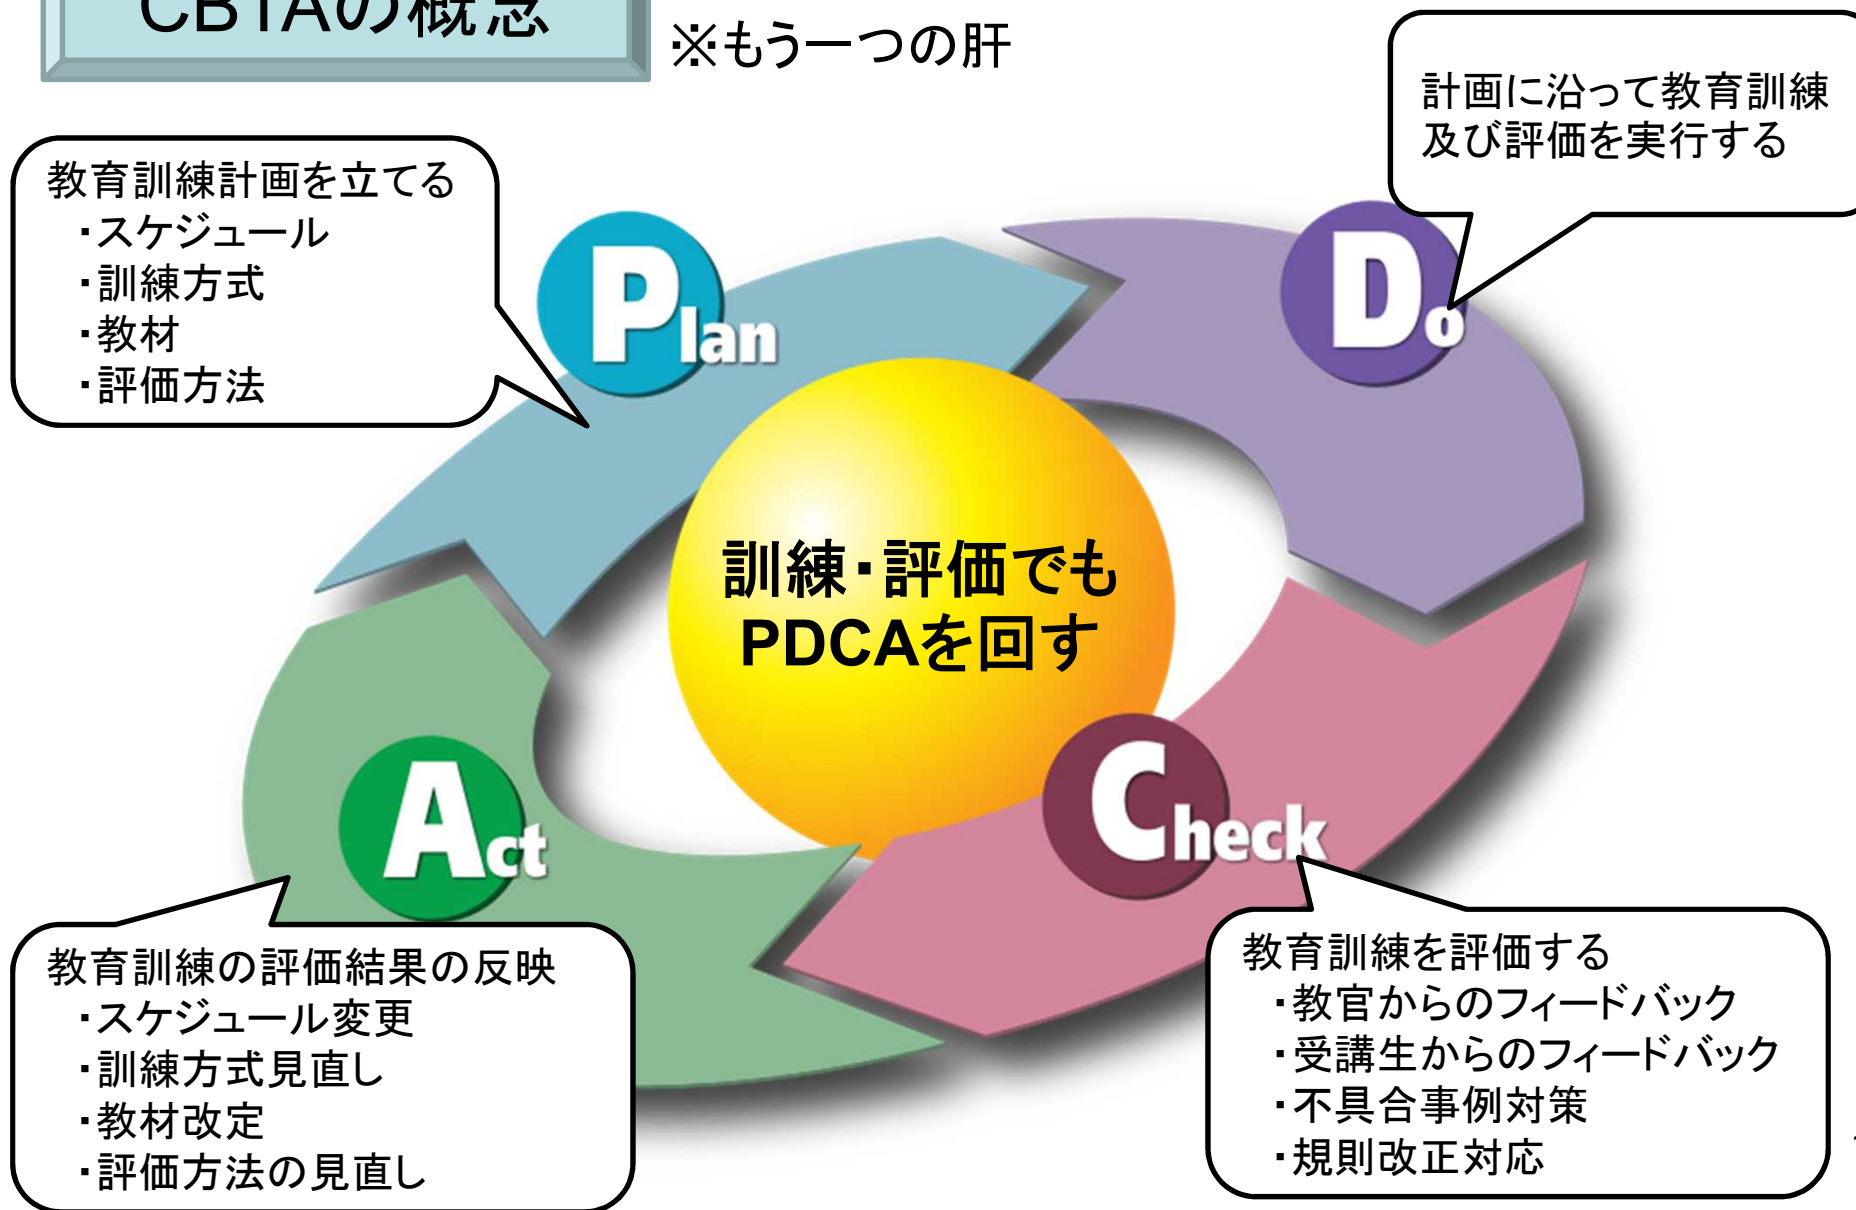 CBTAの概念
※もう一つの肝
計画に沿って教育訓練
及び評価を実行する
教育訓練計画を立てる
・スケジュール
・訓練方式
・教材
・評価方法
Plan
Do
訓練・評価でも
PDCAを回す
Act
Check
教育訓練の評価結果の反映
・スケジュール変更
・訓練方式見直し
・教材改定
・評価方法の見直し
教育訓練を評価する
・教官からのフィードバック
・受講生からのフィードバック
・不具合事例対策
・規則改正対応